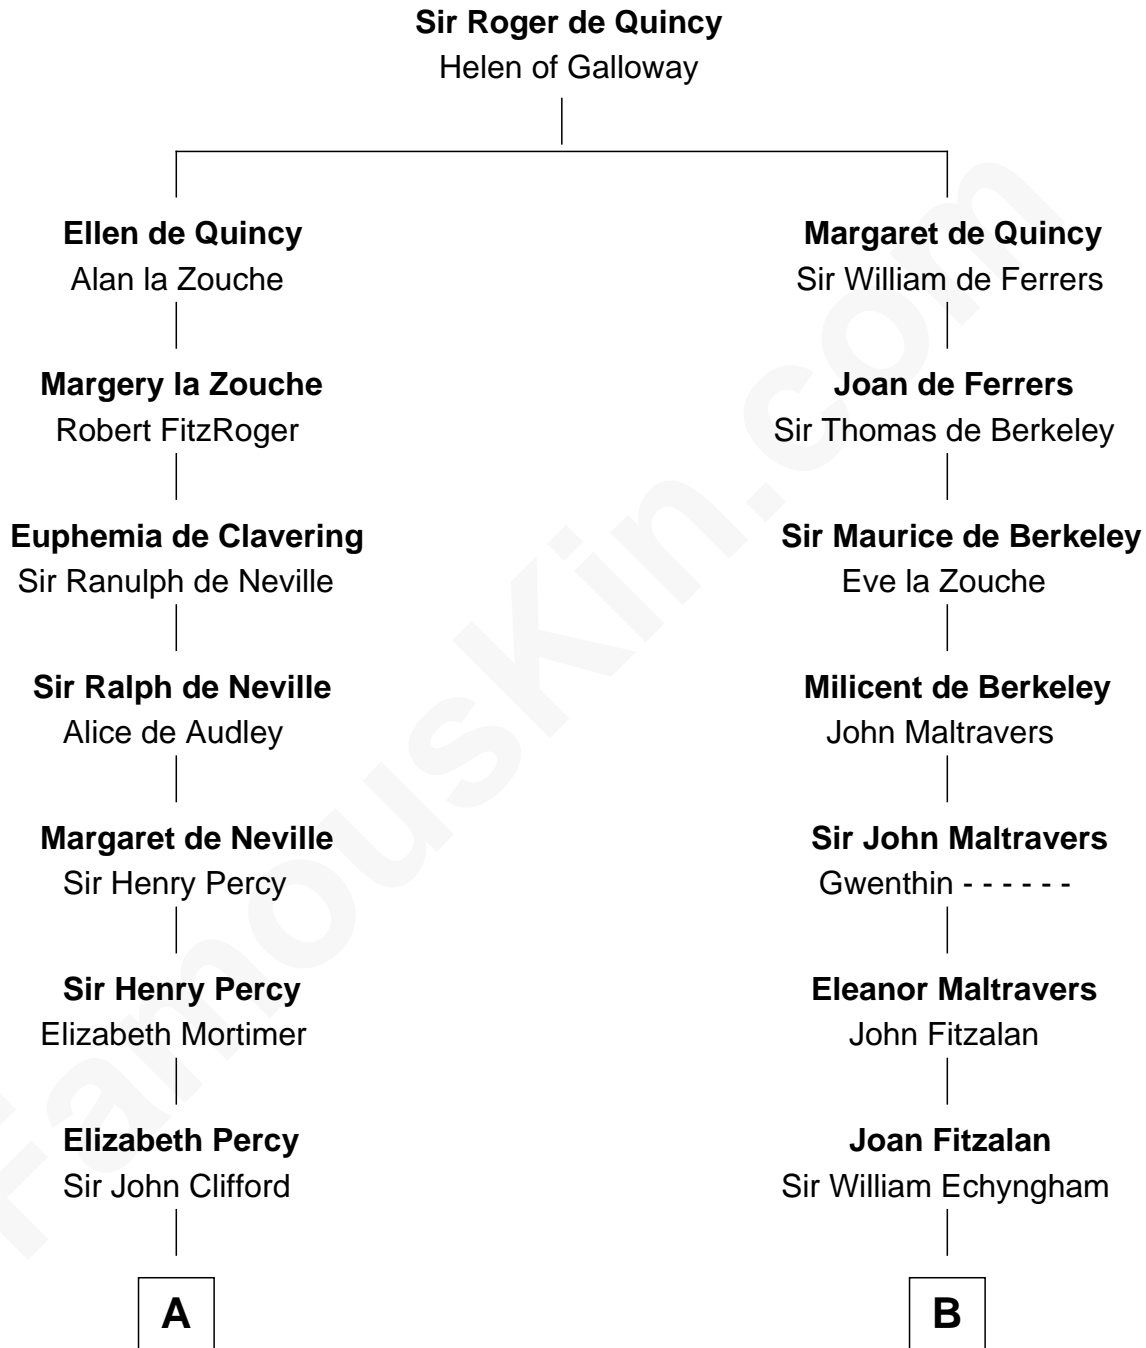 Sir Roger de Quincy
Helen of Galloway
Ellen de Quincy
Alan la Zouche
Margery la Zouche
Robert FitzRoger
Euphemia de Clavering
Sir Ranulph de Neville
Sir Ralph de Neville
Alice de Audley
Margaret de Neville
Sir Henry Percy
Sir Henry Percy
Elizabeth Mortimer
Elizabeth Percy
Sir John Clifford
A
Margaret de Quincy
Sir William de Ferrers
Joan de Ferrers
Sir Thomas de Berkeley
Sir Maurice de Berkeley
Eve la Zouche
Milicent de Berkeley
John Maltravers
Sir John Maltravers
Gwenthin - - - - - -
Eleanor Maltravers
John Fitzalan
Joan Fitzalan
Sir William Echyngham
B
FamousKin.com